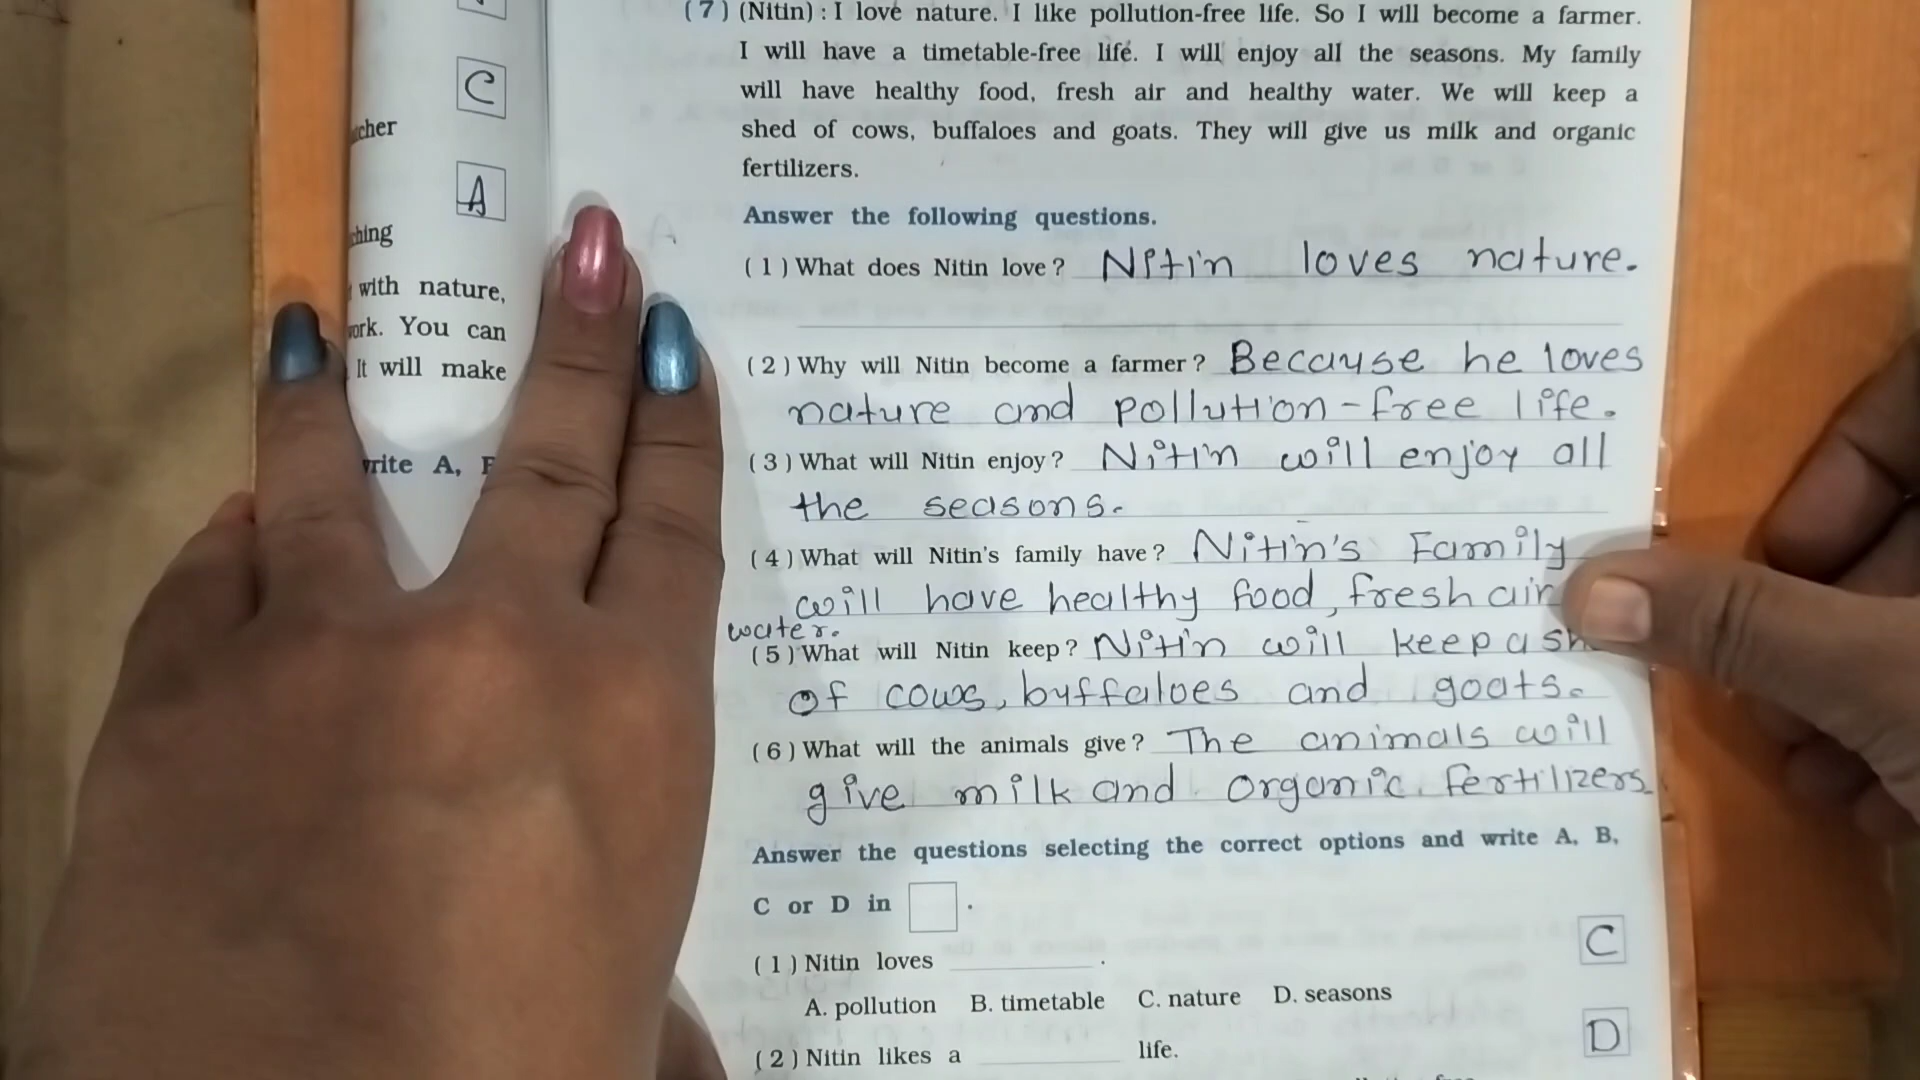 C
A
with nature,
You can
It will make
A,
(7) (Nitin) : I love nature. I like pollution-free life. So I will become a farmer.
I will have a timetable-free life. I will enjoy all the seasons. My family
will have healthy food, fresh air and healthy water. We will keep a
shed of cows, buffaloes and goats. They will give us milk and organic
fertilizers.
Answer the following questions.
(1) What does Nitin love? Nitin loves nature.
(2) Why will Nitin become a farmer? Because he loves
nature and pollution-free life.
(3) What will Nitin enjoy? Nitin will enjoy all
the seasons.
(4) What will Nitin's family have? Nitin's Family
will have healthy food, fresh air
water.
(5) What will Nitin keep? Nitin will keep a
of cows, buffaloes and goats.
(6) What will the animals give? The animals will
give milk and organic fertilizers
Answer the questions selecting the correct options and write A, B,
C or D in .
(1) Nitin loves . C
A. pollution B. timetable C. nature D. seasons
(2) Nitin likes a life. D